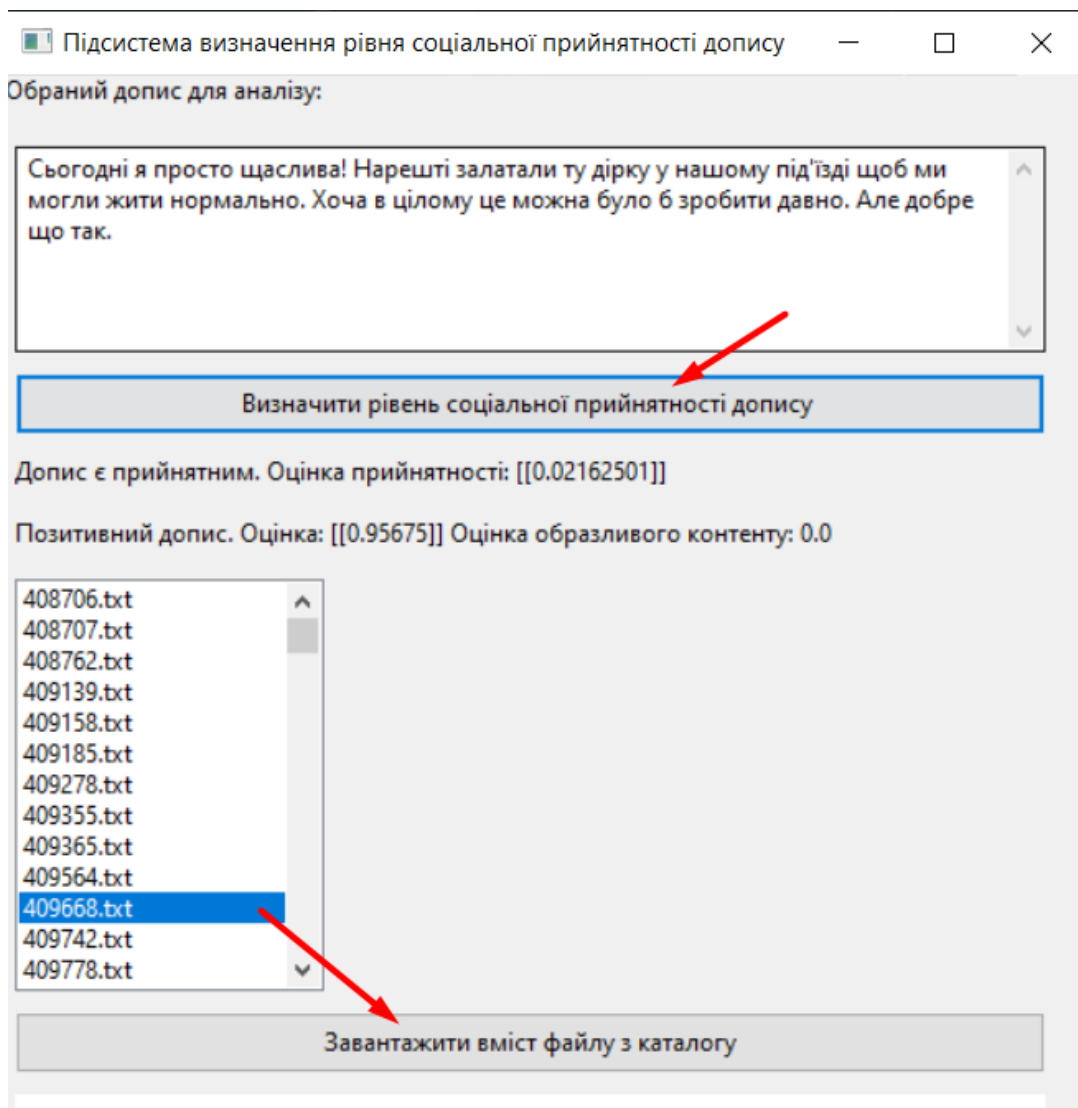 Підсистема визначення рівня соціальної прийнятності допису
Обраний допис для аналізу:
Сьогодні я просто щаслива! Нарешті залатали ту дірку у нашому під'їзді щоб ми
могли жити нормально. Хоча в цілому це можна було б зробити давно. Але добре
що так.
Визначити рівень соціальної прийнятності допису
Допис є прийнятним. Оцінка прийнятності: [[0.02162501]]
Позитивний допис. Оцінка: [[0.95675]] Оцінка образливого контенту: 0.0
408706.txt
408707.txt
408762.txt
409139.txt
409158.txt
409185.txt
409278.txt
409355.txt
409365.txt
409564.txt
409668.txt
409742.txt
409778.txt
Завантажити вміст файлу з каталогу